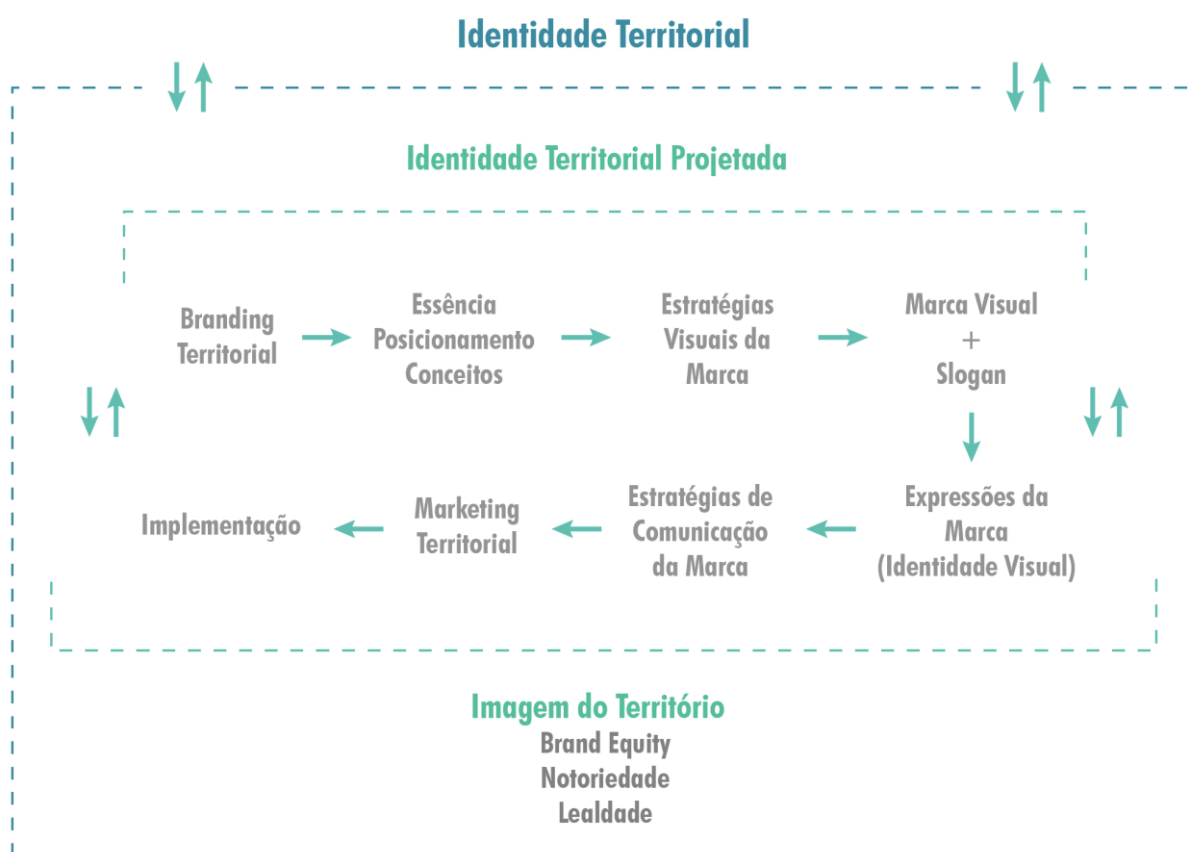 Identidade Territorial
Identidade Territorial Projetada
Branding
Territorial
Essência
Posicionamento
Conceitos
Estratégias
Visuais da
Marca
Marca Visual
+
Slogan
Expressões da
Marca
(Identidade Visual)
Estratégias de
Comunicação
da Marca
Marketing
Territorial
Implementação
Imagem do Território
Brand Equity
Notoriedade
Lealdade